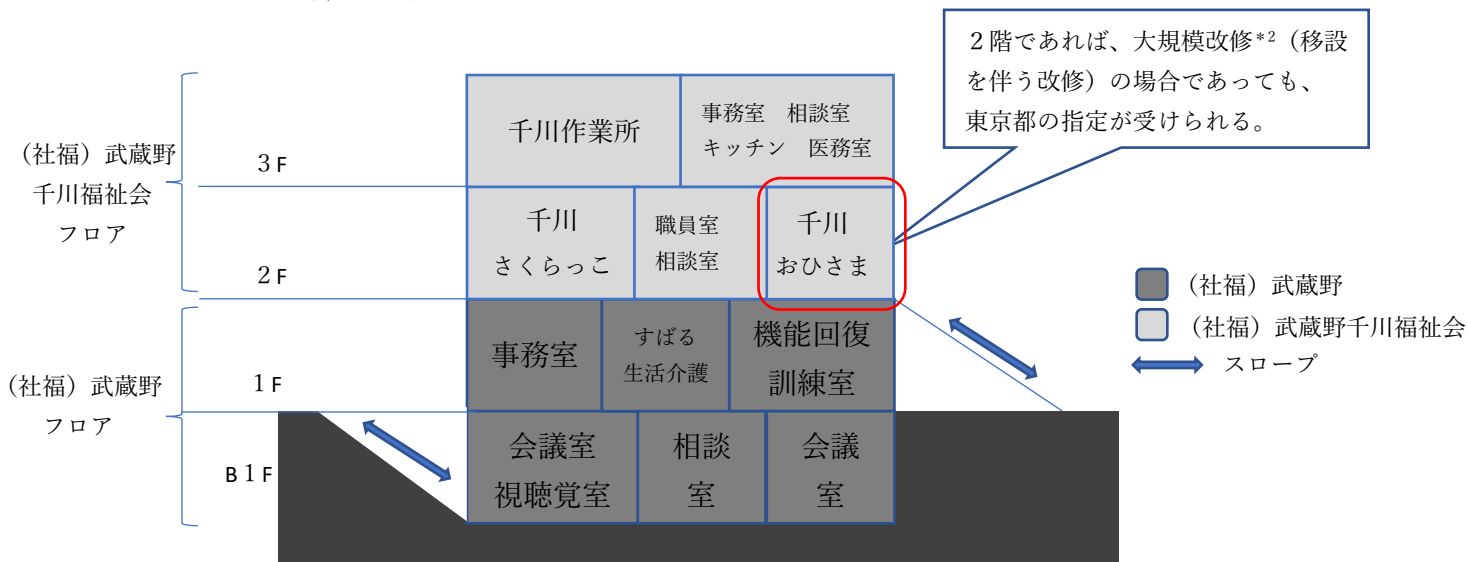 ２階であれば、大規模改修*2（移設
を伴う改修）の場合であっても、
東京都の指定が受けられる。
（社福）武蔵野
千川福祉会
フロア
３F
千川作業所
事務室　相談室
キッチン　医務室
２F
千川
さくらっこ
職員室
相談室
千川
おひさま
（社福）武蔵野
（社福）武蔵野千川福祉会
スロープ
（社福）武蔵野
フロア
１F
事務室
すばる
生活介護
機能回復
訓練室
B１F
会議室
視聴覚室
相談
室
会議
室